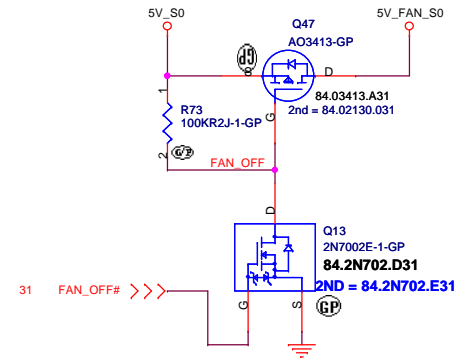 5V_S0
5V_FAN_S0
Q47
AO3413-GP
GP
S
D
84.03413.A31
2nd = 84.02130.031
G
1
R73
100KR2J-1-GP
2
G/P
FAN_OFF
D
Q13
2N7002E-1-GP
84.2N702.D31
2ND = 84.2N702.E31
31
FAN_OFF#
G
S
GP